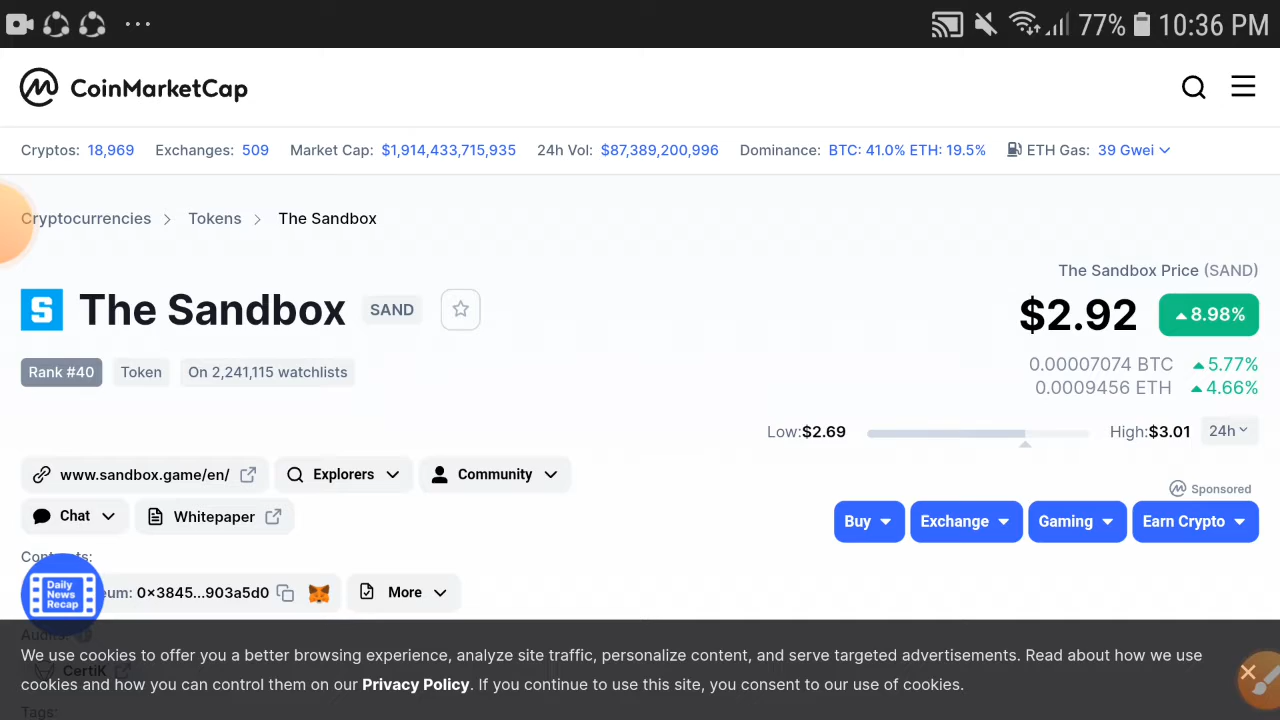 77% 10:36 PM
CoinMarketCap
Cryptos: 18,969 Exchanges: 509 Market Cap: $1,914,433,715,935 24h Vol: $87,389,200,996 Dominance: BTC: 41.0% ETH: 19.5% ETH Gas: 39 Gwei
Cryptocurrencies > Tokens > The Sandbox
The Sandbox Price (SAND)
S The Sandbox SAND $2.92 8.98%
Rank #40 Token On 2,241,115 watchlists 0.00007074 BTC 5.77%
0.0009456 ETH 4.66%
Low:$2.69 High:$3.01 24h
www.sandbox.game/en/ Explorers Community
Sponsored
Chat Whitepaper Buy Exchange Gaming Earn Crypto
Daily
News
Recap
0x3845...903a5d0 More
We use cookies to offer you a better browsing experience, analyze site traffic, personalize content, and serve targeted advertisements. Read about how we use
CertiK
cookies and how you can control them on our Privacy Policy. If you continue to use this site, you consent to our use of cookies.
Tags: